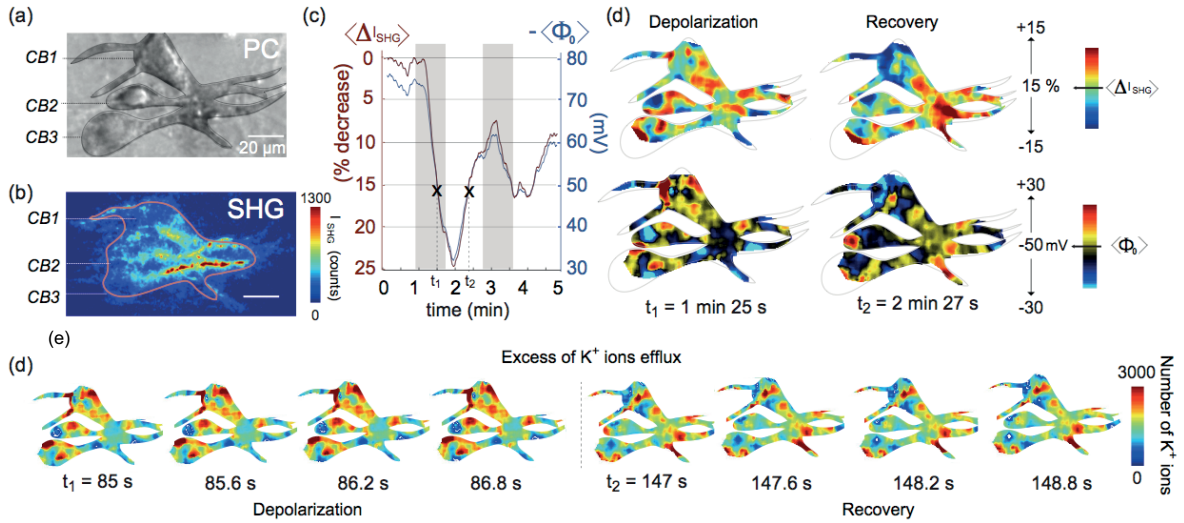 (a)
PC
CB1
CB2
CB3
20 μm
(b)
SHG
CB1
CB2
CB3
1300
I SHG (counts)
0
(c)
⟨Δ I SHG⟩
- ⟨Φ0⟩
0
5
10
15
20
25
(% decrease)
80
70
60
50
40
30
(mV)
X
X
t1
t2
0 1 2 3 4 5
time (min)
(d)
Depolarization
Recovery
+15
15 %
⟨Δ I SHG⟩
-15
+30
-50 mV
⟨Φ0⟩
-30
t1 = 1 min 25 s
t2 = 2 min 27 s
(e)
(d)
Excess of K+ ions efflux
3000
Number of K+ ions
0
t1 = 85 s
85.6 s
86.2 s
86.8 s
t2 = 147 s
147.6 s
148.2 s
148.8 s
Depolarization
Recovery